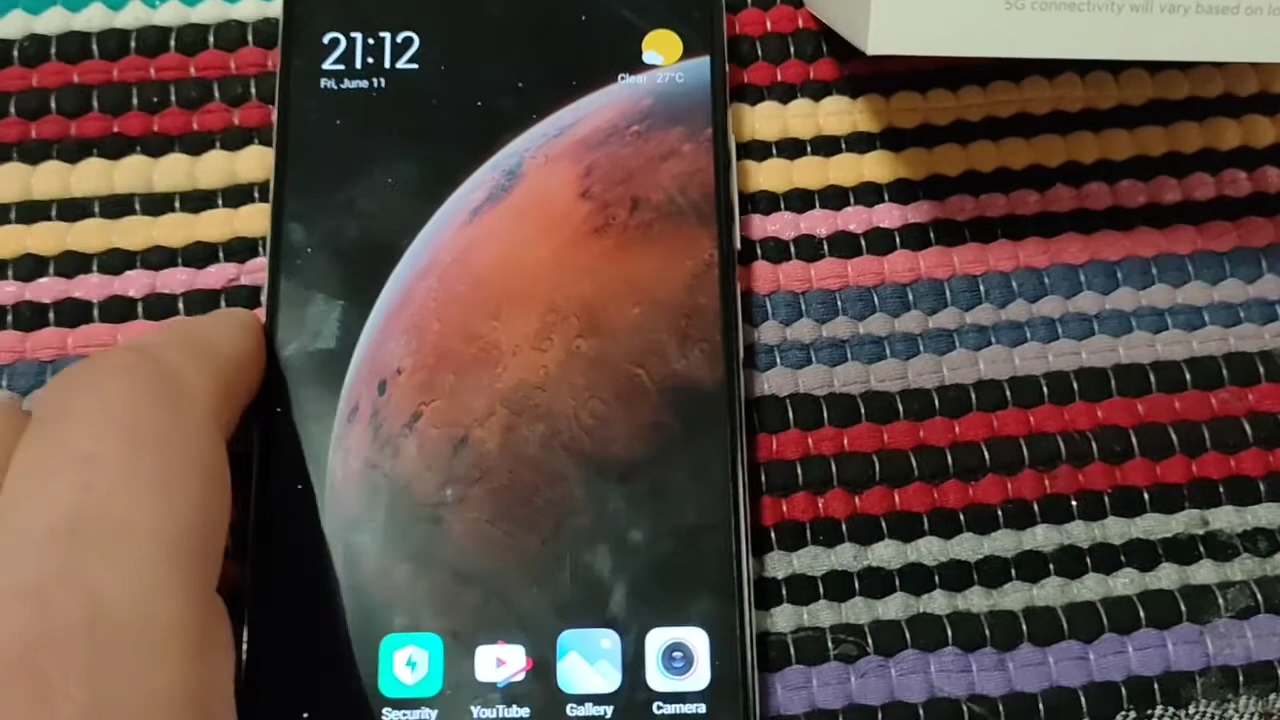 5G connectivity will vary based on lo
21:12
Fri, June 11
Clear 27°C
Security
YouTube
Gallery
Camera